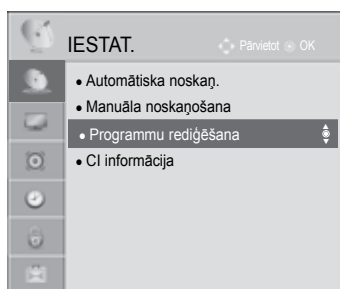 IESTAT.
Pārvietot
OK
• Automātiska noskaņ.
• Manuāla noskaņošana
• Programmu rediģēšana
• CI informācija